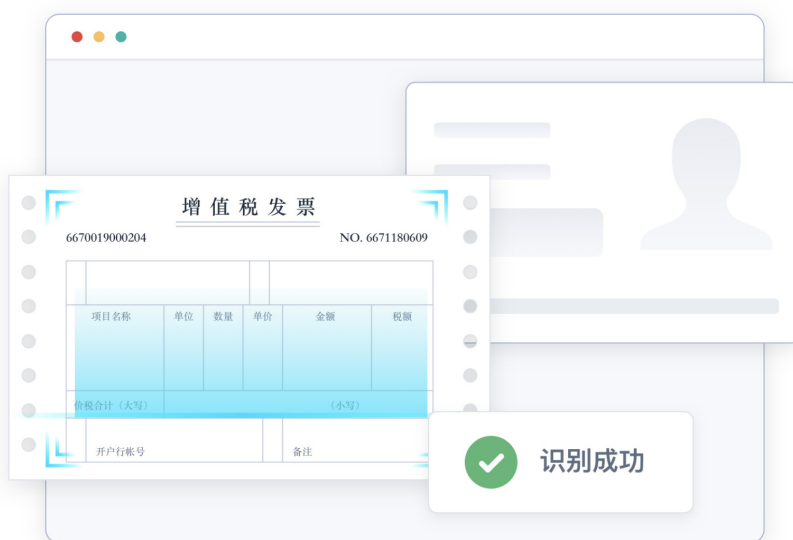 增值税发票
6670019000204 NO. 6671180609
项目名称 单位 数量 单价 金额 税额
价税合计（大写） （小写）
开户行帐号 备注
识别成功